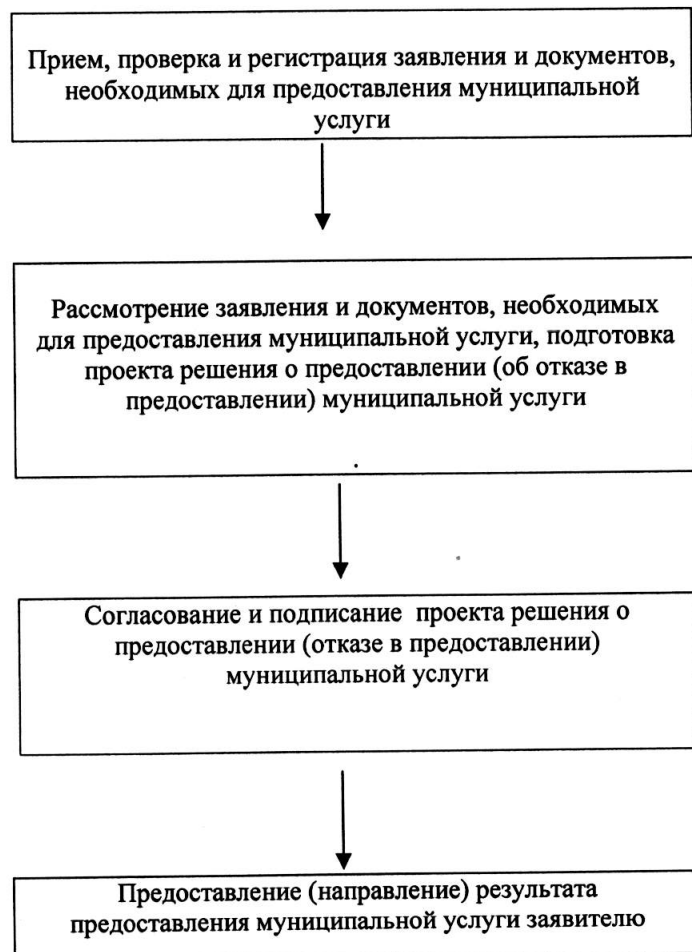 Прием, проверка и регистрация заявления и документов,
необходимых для предоставления муниципальной
услуги
Рассмотрение заявления и документов, необходимых
для предоставления муниципальной услуги, подготовка
проекта решения о предоставлении (об отказе в
предоставлении) муниципальной услуги
Согласование и подписание проекта решения о
предоставлении (отказе в предоставлении)
муниципальной услуги
Предоставление (направление) результата
предоставления муниципальной услуги заявителю